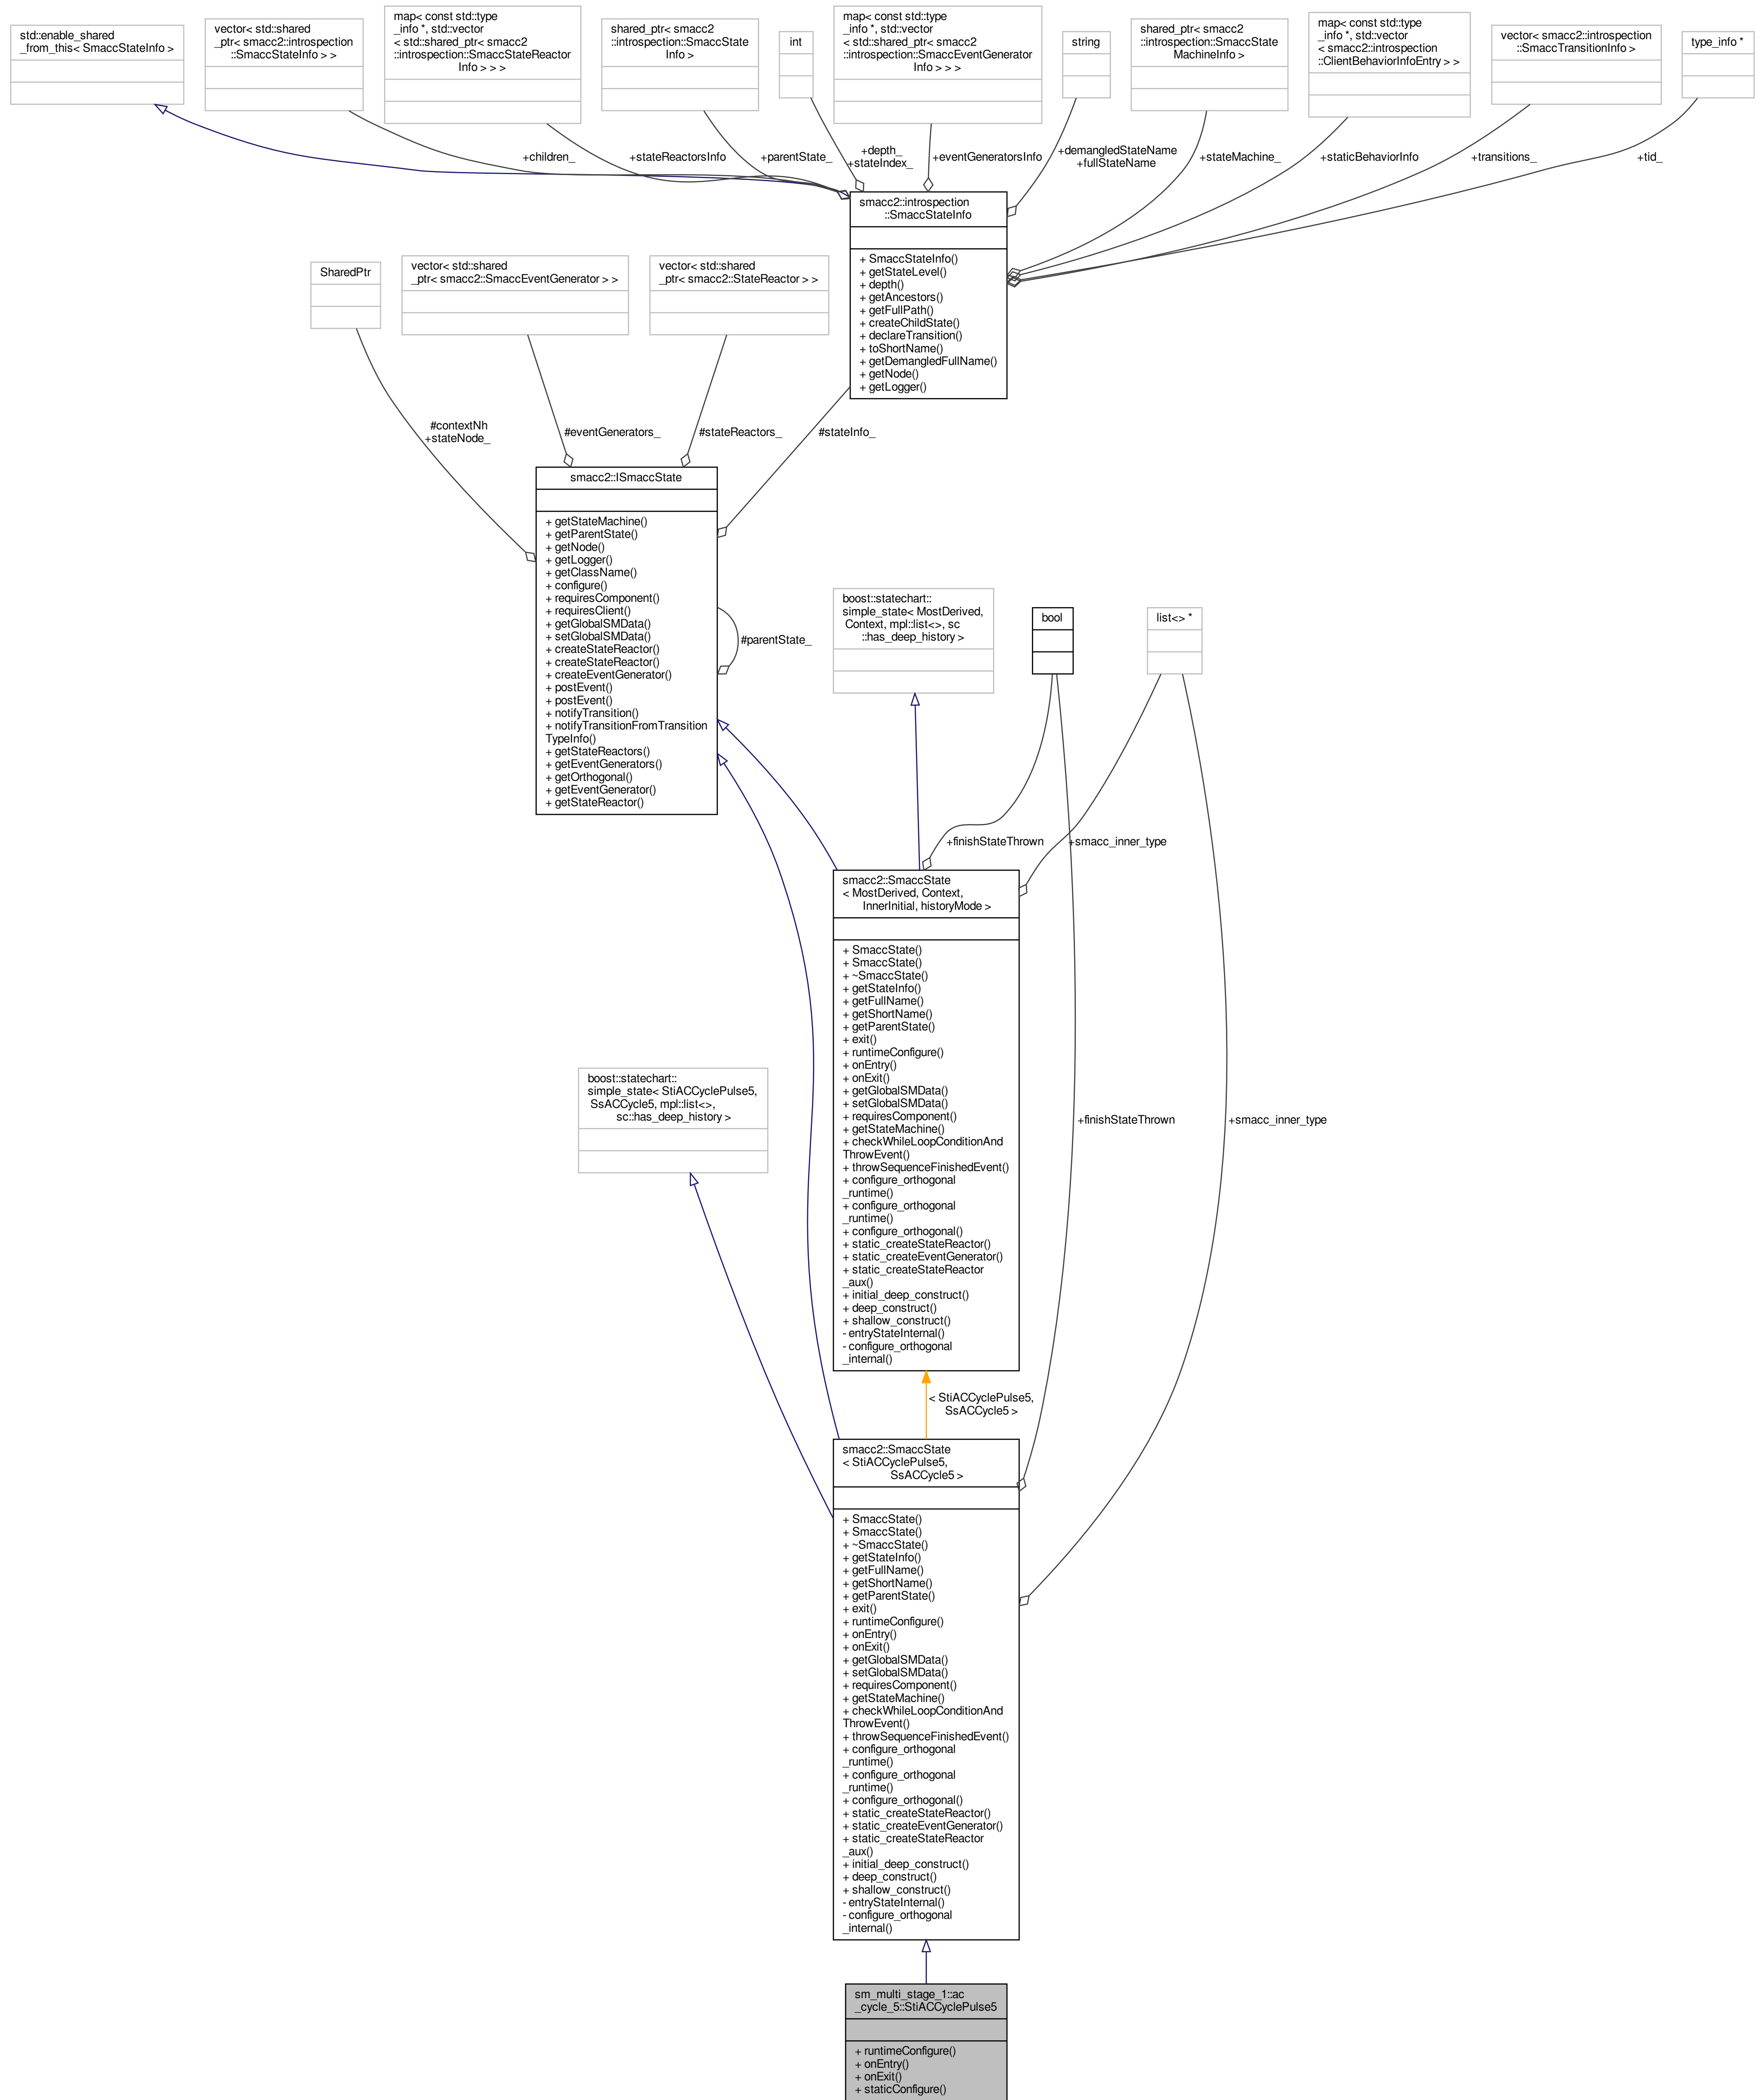 std::enable_shared
_from_this< SmaccStateInfo >
vector< std::shared
_ptr< smacc2::introspection
::SmaccStateInfo > >
map< const std::type
_info *, std::vector
< std::shared_ptr< smacc2
::introspection::SmaccStateReactor
Info > > >
shared_ptr< smacc2
::introspection::SmaccState
Info >
int
map< const std::type
_info *, std::vector
< std::shared_ptr< smacc2
::introspection::SmaccEventGenerator
Info > > >
string
shared_ptr< smacc2
::introspection::SmaccState
MachineInfo >
map< const std::type
_info *, std::vector
< smacc2::introspection
::ClientBehaviorInfoEntry > >
vector< smacc2::introspection
::SmaccTransitionInfo >
type_info *
+children_
+stateReactorsInfo
+parentState_
+depth_
+stateIndex_
+eventGeneratorsInfo
+demangledStateName
+fullStateName
+stateMachine_
+staticBehaviorInfo
+transitions_
+tid_
smacc2::introspection
::SmaccStateInfo
+ SmaccStateInfo()
+ getStateLevel()
+ depth()
+ getAncestors()
+ getFullPath()
+ createChildState()
+ declareTransition()
+ toShortName()
+ getDemangledFullName()
+ getNode()
+ getLogger()
SharedPtr
vector< std::shared
_ptr< smacc2::SmaccEventGenerator > >
vector< std::shared
_ptr< smacc2::StateReactor > >
#contextNh
+stateNode_
#eventGenerators_
#stateReactors_
#stateInfo_
smacc2::ISmaccState
+ getStateMachine()
+ getParentState()
+ getNode()
+ getLogger()
+ getClassName()
+ configure()
+ requiresComponent()
+ requiresClient()
+ getGlobalSMData()
+ setGlobalSMData()
+ createStateReactor()
+ createStateReactor()
+ createEventGenerator()
+ postEvent()
+ postEvent()
+ notifyTransition()
+ notifyTransitionFromTransition
TypeInfo()
+ getStateReactors()
+ getEventGenerators()
+ getOrthogonal()
+ getEventGenerator()
+ getStateReactor()
#parentState_
boost::statechart::
simple_state< MostDerived,
Context, mpl::list<>, sc
::has_deep_history >
bool
list<> *
+finishStateThrown
+smacc_inner_type
smacc2::SmaccState
< MostDerived, Context,
InnerInitial, historyMode >
+ SmaccState()
+ SmaccState()
+ ~SmaccState()
+ getStateInfo()
+ getFullName()
+ getShortName()
+ getParentState()
+ exit()
+ runtimeConfigure()
+ onEntry()
+ onExit()
+ getGlobalSMData()
+ setGlobalSMData()
+ requiresComponent()
+ getStateMachine()
+ checkWhileLoopConditionAnd
ThrowEvent()
+ throwSequenceFinishedEvent()
+ configure_orthogonal
_runtime()
+ configure_orthogonal
_runtime()
+ configure_orthogonal()
+ static_createStateReactor()
+ static_createEventGenerator()
+ static_createStateReactor
_aux()
+ initial_deep_construct()
+ deep_construct()
+ shallow_construct()
- entryStateInternal()
- configure_orthogonal
_internal()
boost::statechart::
simple_state< StiACCyclePulse5,
SsACCycle5, mpl::list<>,
sc::has_deep_history >
+finishStateThrown
+smacc_inner_type
< StiACCyclePulse5,
SsACCycle5 >
smacc2::SmaccState
< StiACCyclePulse5,
SsACCycle5 >
+ SmaccState()
+ SmaccState()
+ ~SmaccState()
+ getStateInfo()
+ getFullName()
+ getShortName()
+ getParentState()
+ exit()
+ runtimeConfigure()
+ onEntry()
+ onExit()
+ getGlobalSMData()
+ setGlobalSMData()
+ requiresComponent()
+ getStateMachine()
+ checkWhileLoopConditionAnd
ThrowEvent()
+ throwSequenceFinishedEvent()
+ configure_orthogonal
_runtime()
+ configure_orthogonal
_runtime()
+ configure_orthogonal()
+ static_createStateReactor()
+ static_createEventGenerator()
+ static_createStateReactor
_aux()
+ initial_deep_construct()
+ deep_construct()
+ shallow_construct()
- entryStateInternal()
- configure_orthogonal
_internal()
sm_multi_stage_1::ac
_cycle_5::StiACCyclePulse5
+ runtimeConfigure()
+ onEntry()
+ onExit()
+ staticConfigure()